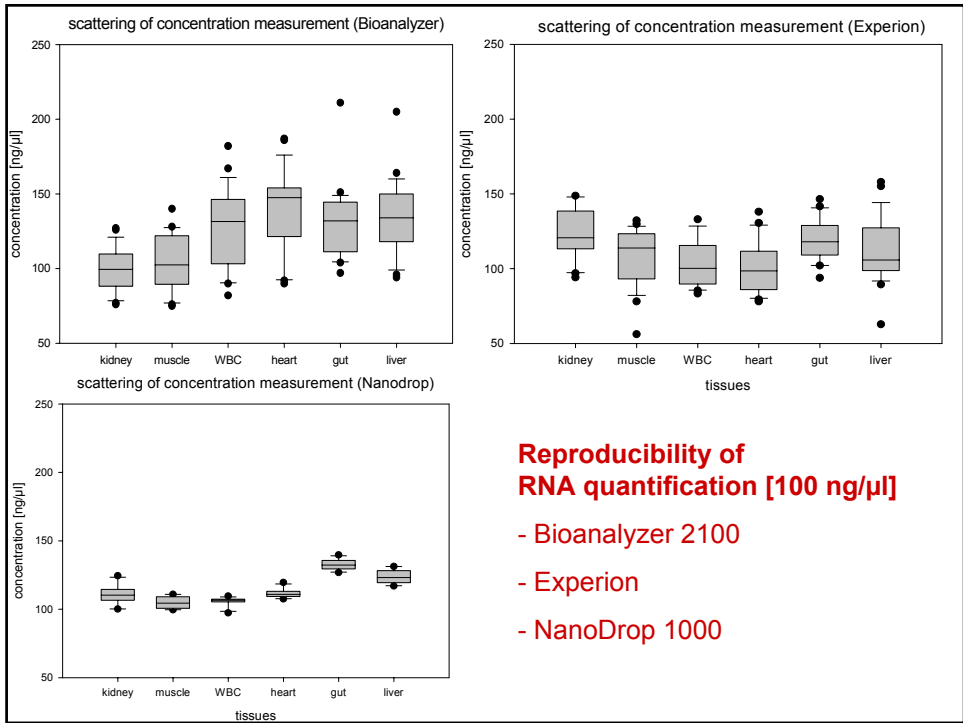 scattering of concentration measurement (Bioanalyzer)
250
200
150
100
50
concentration [ng/µl]
kidney muscle WBC heart gut liver
scattering of concentration measurement (Experion)
250
200
150
100
50
concentration [ng/µl]
kidney muscle WBC heart gut liver
tissues
scattering of concentration measurement (Nanodrop)
250
200
150
100
50
concentration [ng/µl]
kidney muscle WBC heart gut liver
tissues
Reproducibility of
RNA quantification [100 ng/µl]
- Bioanalyzer 2100
- Experion
- NanoDrop 1000